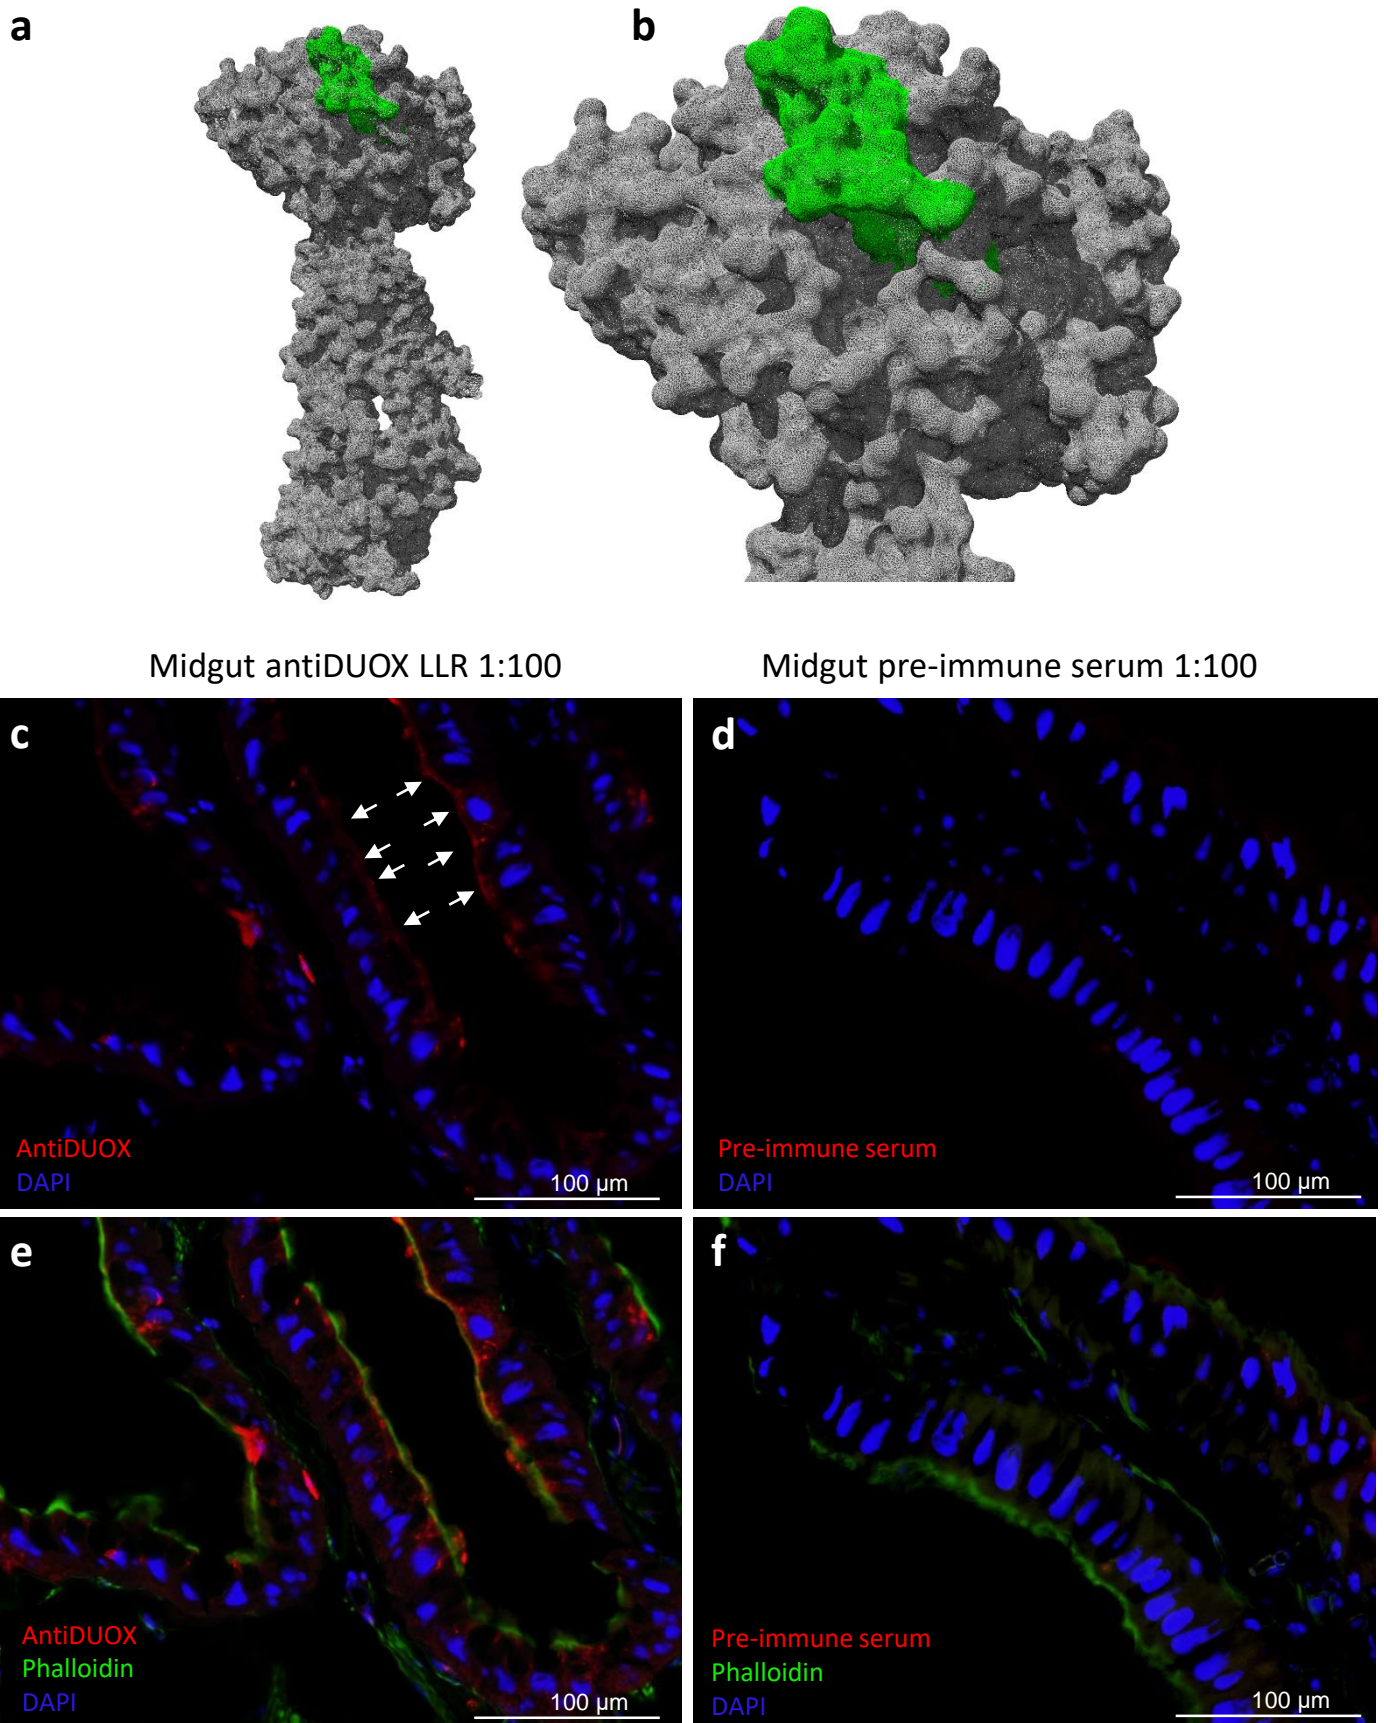 a
b
Midgut antiDUOX LLR 1:100
Midgut pre-immune serum 1:100
c
AntiDUOX
DAPI
100 µm
d
Pre-immune serum
DAPI
100 µm
e
AntiDUOX
Phalloidin
DAPI
100 µm
f
Pre-immune serum
Phalloidin
DAPI
100 µm